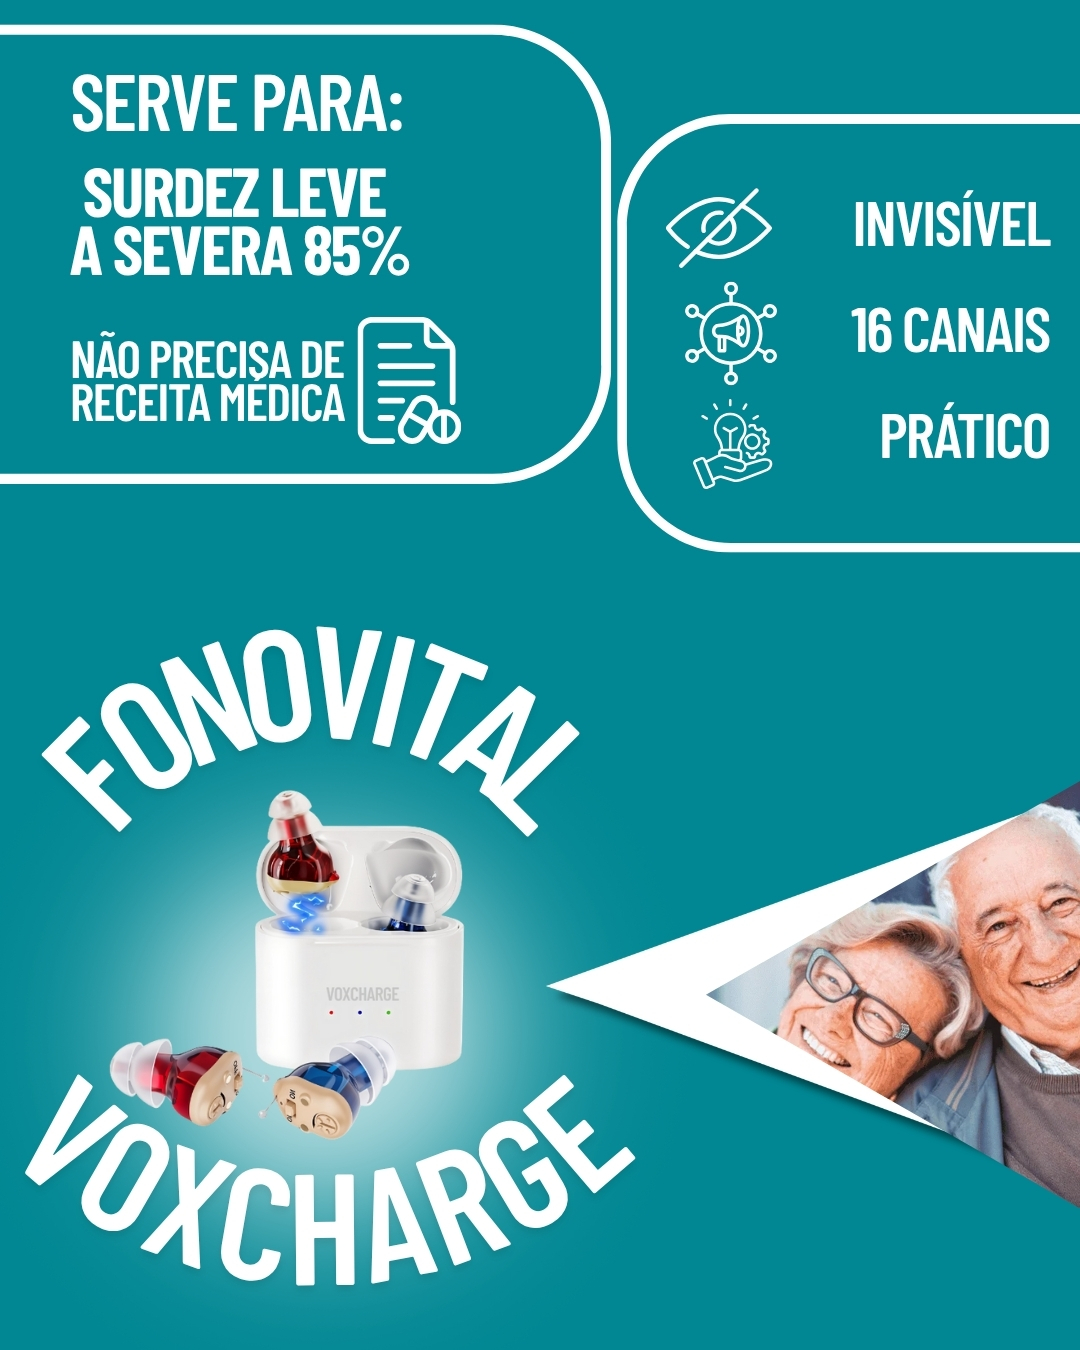 SERVE PARA:
SURDEZ LEVE
A SEVERA 85%
NÃO PRECISA DE
RECEITA MÉDICA
INVISÍVEL
16 CANAIS
PRÁTICO
FONOVITAL
VOXCHARGE
VOXCHARGE